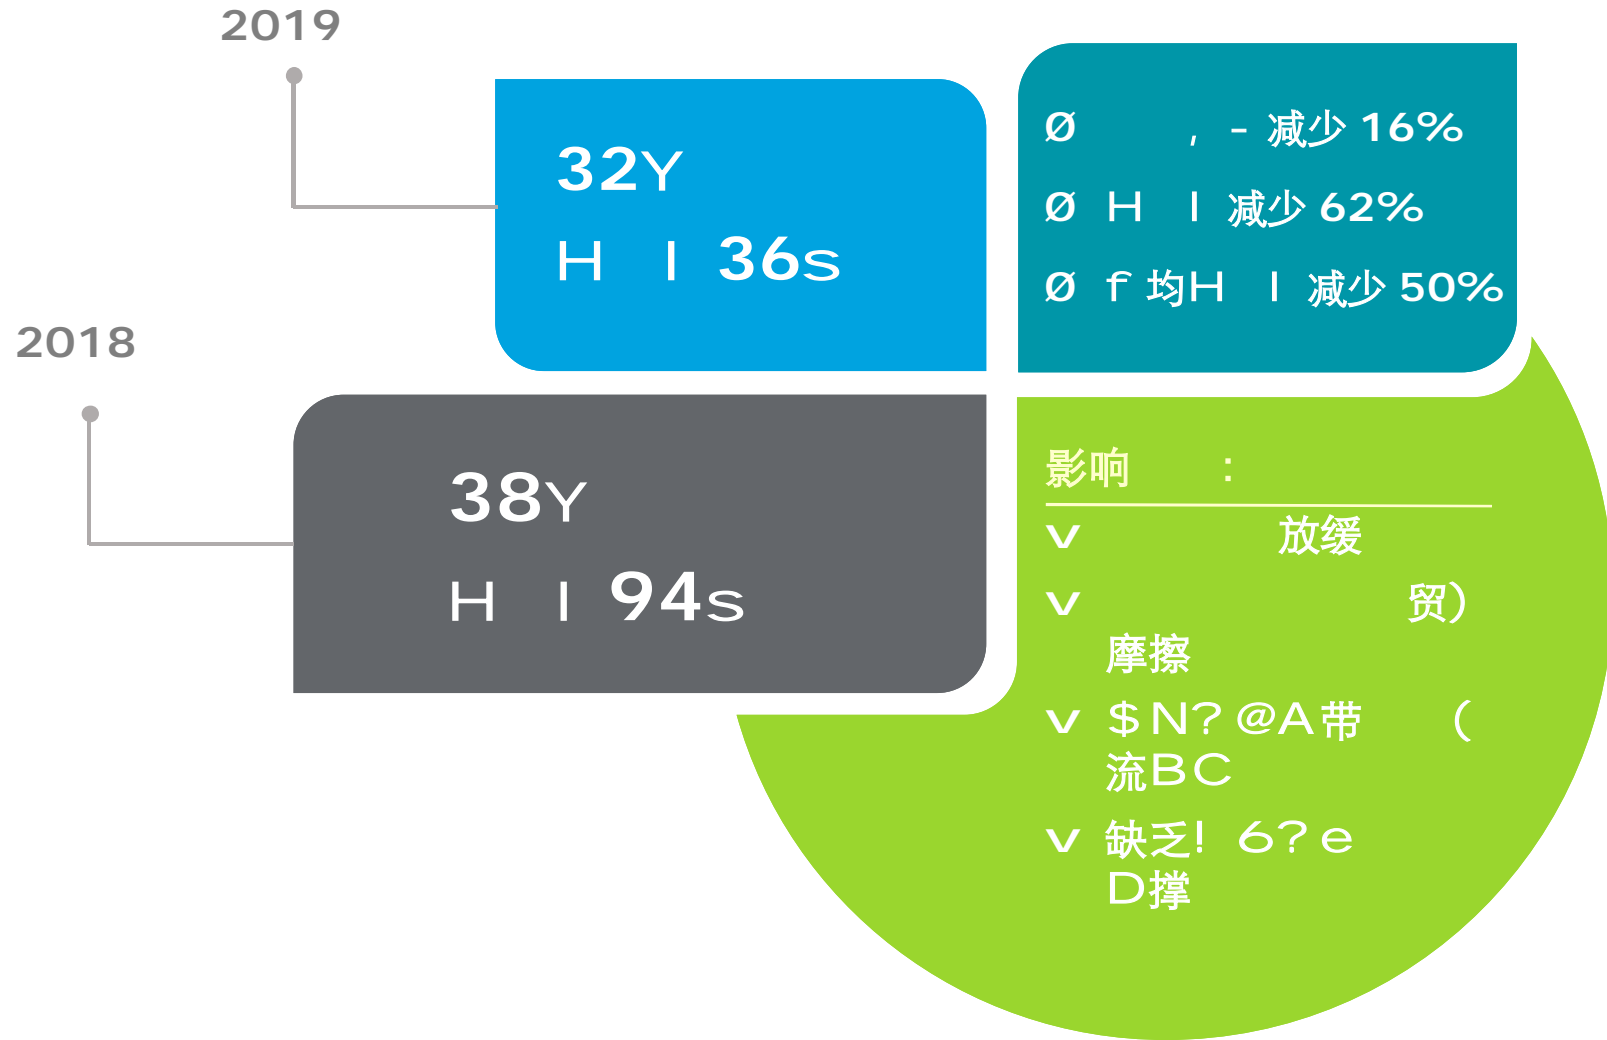 2019
32Y
H I 36s
2018
38Y
H I 94s
Ø , - 减少 16%
Ø H I 减少 62%
Ø f 均H I 减少 50%
影响 :
v 放缓
v 贸)
摩擦
v $N?@A带 (
流BC
v 缺乏! 6?e
D撑